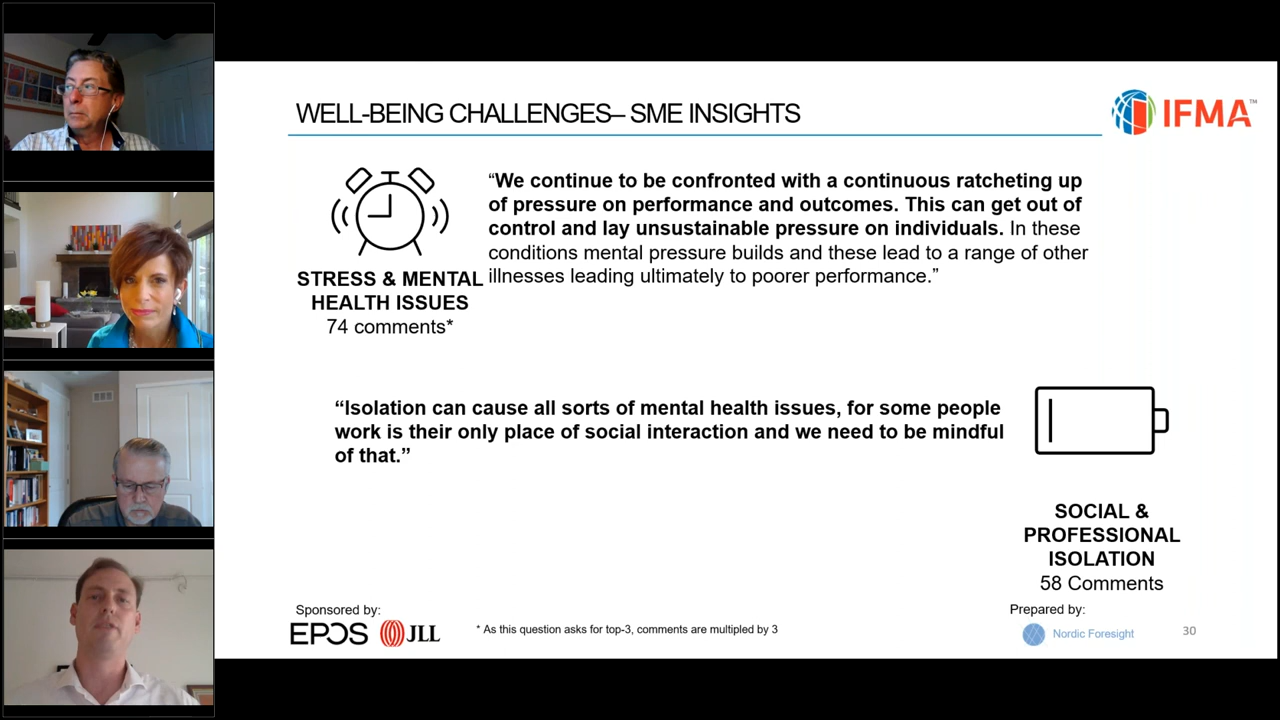 WELL-BEING CHALLENGES– SME INSIGHTS
IFMA™
“We continue to be confronted with a continuous ratcheting up
of pressure on performance and outcomes. This can get out of
control and lay unsustainable pressure on individuals. In these
conditions mental pressure builds and these lead to a range of other
illnesses leading ultimately to poorer performance.”
STRESS & MENTAL
HEALTH ISSUES
74 comments*
“Isolation can cause all sorts of mental health issues, for some people
work is their only place of social interaction and we need to be mindful
of that.”
SOCIAL &
PROFESSIONAL
ISOLATION
58 Comments
Sponsored by:
EPOS JLL
* As this question asks for top-3, comments are multiplied by 3
Prepared by:
Nordic Foresight
30